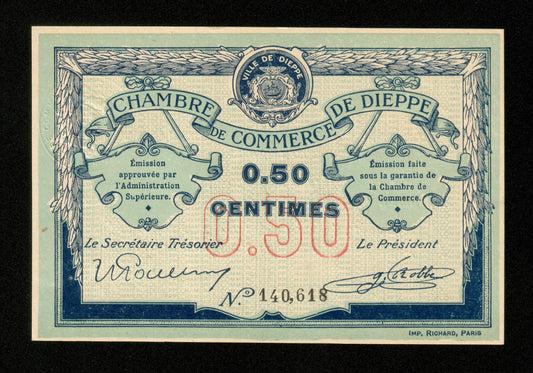 VILLE DE DIEPPE
CHAMBRE DE COMMERCE DE DIEPPE
Émission
approuvée par
l'Administration
Supérieure.
0.50
CENTIMES
0.50
Émission faite
sous la garantie de
la Chambre de
Commerce.
Le Secrétaire Trésorier
Le Président
N.º 140,618
IMP. RICHARD, PARIS